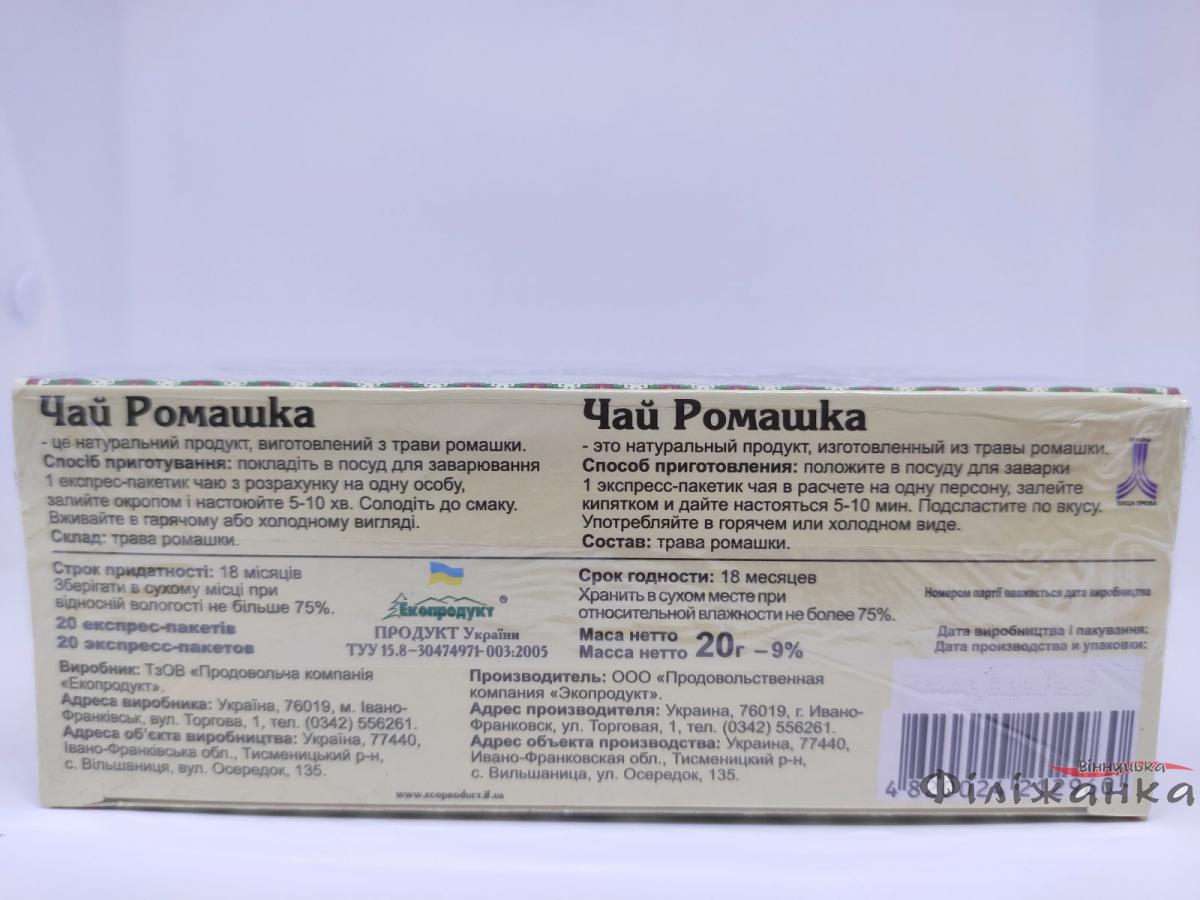 Чай Ромашка
- це натуральний продукт, виготовлений з трави ромашки.
Спосіб приготування: покладіть в посуд для заварювання
1 експрес-пакетик чаю з розрахунку на одну особу,
залийте окропом і настоюйте 5-10 хв. Солодіть до смаку.
Вживайте в гарячому або холодному вигляді.
Склад: трава ромашки.
Чай Ромашка
- это натуральный продукт, изготовленный из травы ромашки.
Способ приготовления: положите в посуду для заварки
1 экспресс-пакетик чая в расчете на одну персону, залейте
кипятком и дайте настояться 5-10 мин. Подсластите по вкусу.
Употребляйте в горячем или холодном виде.
Состав: трава ромашки.
Строк придатності: 18 місяців
Зберігати в сухому місці при
відносній вологості не більше 75%.
20 експрес-пакетів
20 экспресс-пакетов
Екопродукт ®
ПРОДУКТ України
ТУУ 15.8-30474971-003:2005
Срок годности: 18 месяцев
Хранить в сухом месте при
относительной влажности не более 75%.
Маса нетто
Масса нетто 20г – 9%
Номером партії вважається дата виробництва
Дата виробництва і пакування:
Дата производства и упаковки:
Виробник: ТзОВ «Продовольча компанія
«Екопродукт».
Адреса виробника: Україна, 76019, м. Івано-
Франківськ, вул. Торгова, 1, тел. (0342) 556261.
Адреса об’єкта виробництва: Україна, 77440,
Івано-Франківська обл., Тисменицький р-н,
с. Вільшаниця, вул. Осередок, 135.
Производитель: ООО «Продовольственная
компания «Экопродукт».
Адрес производителя: Украина, 76019, г. Ивано-
Франковск, ул. Торговая, 1, тел. (0342) 556261.
Адрес объекта производства: Украина, 77440,
Ивано-Франковская обл., Тисменицкий р-н,
с. Вильшаница, ул. Осередок, 135.
www.ecoproduct.if.ua
Вінницька
Філіжанка